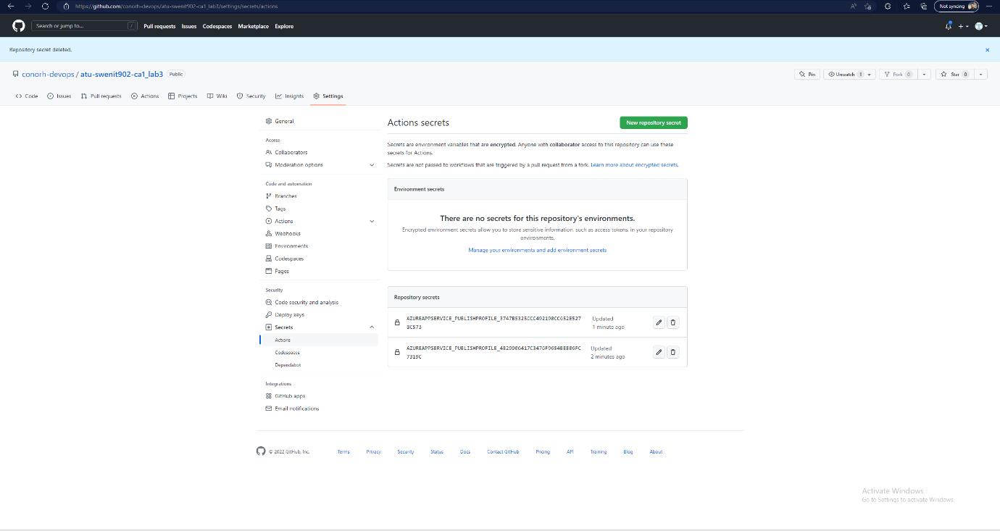 https://github.com/conorh-devops/atu-swenit902-ca1_lab3/settings/secrets/actions
Not syncing
Search or jump to... /
Pull requests Issues Codespaces Marketplace Explore
Repository secret deleted.
conorh-devops / atu-swenit902-ca1_lab3 Public
Pin
Unwatch 1
Fork 0
Star 0
Code Issues Pull requests Actions Projects Wiki Security Insights Settings
General
Access
Collaborators
Moderation options
Code and automation
Branches
Tags
Actions
Webhooks
Environments
Codespaces
Pages
Security
Code security and analysis
Deploy keys
Secrets
Actions
Codespaces
Dependabot
Integrations
GitHub apps
Email notifications
Actions secrets
New repository secret
Secrets are environment variables that are encrypted. Anyone with collaborator access to this repository can use these
secrets for Actions.
Secrets are not passed to workflows that are triggered by a pull request from a fork. Learn more about encrypted secrets.
Environment secrets
There are no secrets for this repository's environments.
Encrypted environment secrets allow you to store sensitive information, such as access tokens, in your repository
environments.
Manage your environments and add environment secrets
Repository secrets
AZUREAPPSERVICE_PUBLISHPROFILE_3747B5325CCC492190CC652E527
0C573
Updated
1 minute ago
AZUREAPPSERVICE_PUBLISHPROFILE_4E29906417C3476F9654BEE86FC
7319C
Updated
2 minutes ago
© 2022 GitHub, Inc. Terms Privacy Security Status Docs Contact GitHub Pricing API Training Blog About
Activate Windows
Go to Settings to activate Windows.